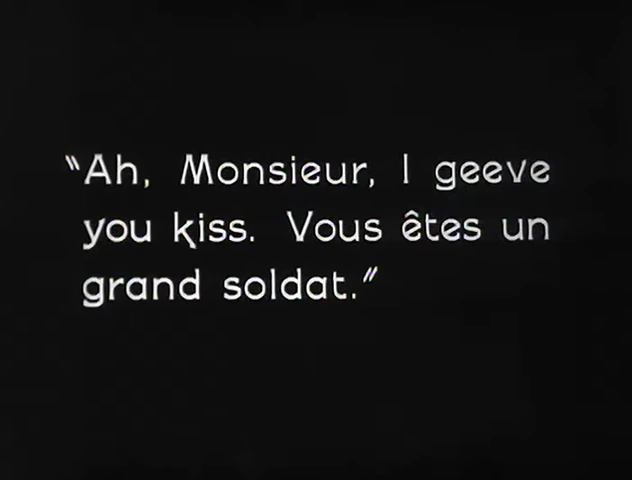 "Ah, Monsieur, I geeve
you kiss. Vous êtes un
grand soldat."